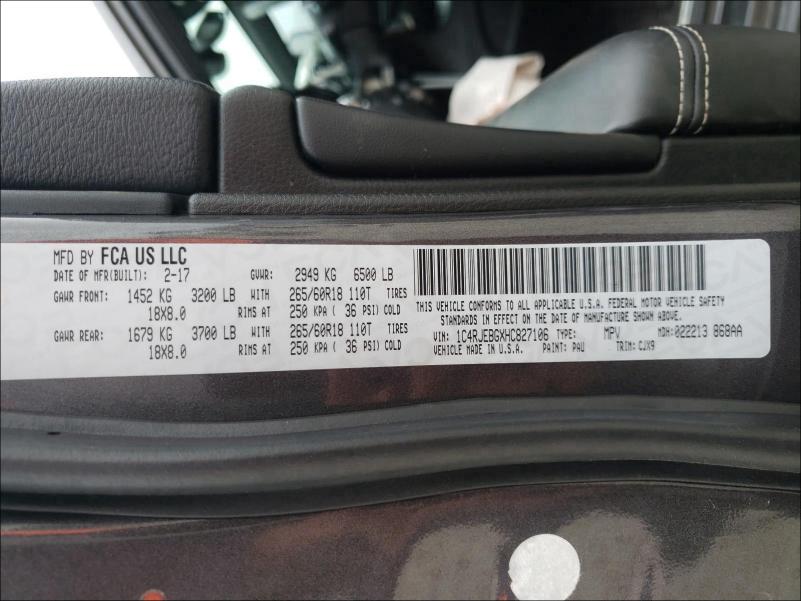 MFD BY FCA US LLC
DATE OF MFR(BUILT): 2-17 GVWR: 2949 KG 6500 LB
GAWR FRONT: 1452 KG 3200 LB WITH 265/60R18 110T TIRES
18X8.0 RIMS AT 250 KPA ( 36 PSI) COLD
GAWR REAR: 1679 KG 3700 LB WITH 265/60R18 110T TIRES
18X8.0 RIMS AT 250 KPA ( 36 PSI) COLD
THIS VEHICLE CONFORMS TO ALL APPLICABLE U.S.A. FEDERAL MOTOR VEHICLE SAFETY
STANDARDS IN EFFECT ON THE DATE OF MANUFACTURE SHOWN ABOVE.
VIN: 1C4RJEBGXHC827106 TYPE: MPV MDH: 022213 868AA
VEHICLE MADE IN U.S.A. PAINT: PAU TRIM: CJX9